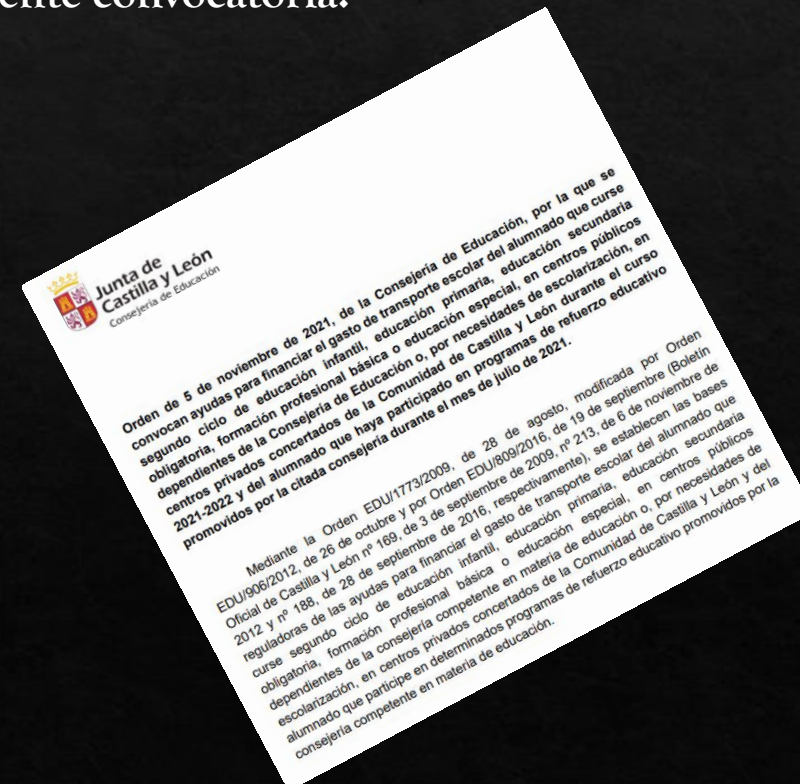 ente convocatoria.
Junta de
Castilla y León
Consejería de Educación
Orden de 5 de noviembre de 2021, de la Consejería de Educación, por la que se
convocan ayudas para financiar el gasto de transporte escolar del alumnado que curse
segundo ciclo de educación infantil, educación primaria, educación secundaria
obligatoria, formación profesional básica o educación especial, en centros públicos
dependientes de la Consejería de Educación o, por necesidades de escolarización, en
centros privados concertados de la Comunidad de Castilla y León durante el curso
2021-2022 y del alumnado que haya participado en programas de refuerzo educativo
promovidos por la citada consejería durante el mes de julio de 2021.
Mediante la Orden EDU/1773/2009, de 28 de agosto, modificada por Orden
EDU/906/2012, de 26 de octubre y por Orden EDU/809/2016, de 19 de septiembre (Boletín
Oficial de Castilla y León nº 169, de 3 de septiembre de 2009, nº 213, de 6 de noviembre de
2012 y nº 188, de 28 de septiembre de 2016, respectivamente), se establecen las bases
reguladoras de las ayudas para financiar el gasto de transporte escolar del alumnado que
curse segundo ciclo de educación infantil, educación primaria, educación secundaria
obligatoria, formación profesional básica o educación especial, en centros públicos
dependientes de la consejería competente en materia de educación o, por necesidades de
escolarización, en centros privados concertados de la Comunidad de Castilla y León y del
alumnado que participe en determinados programas de refuerzo educativo promovidos por la
consejería competente en materia de educación.